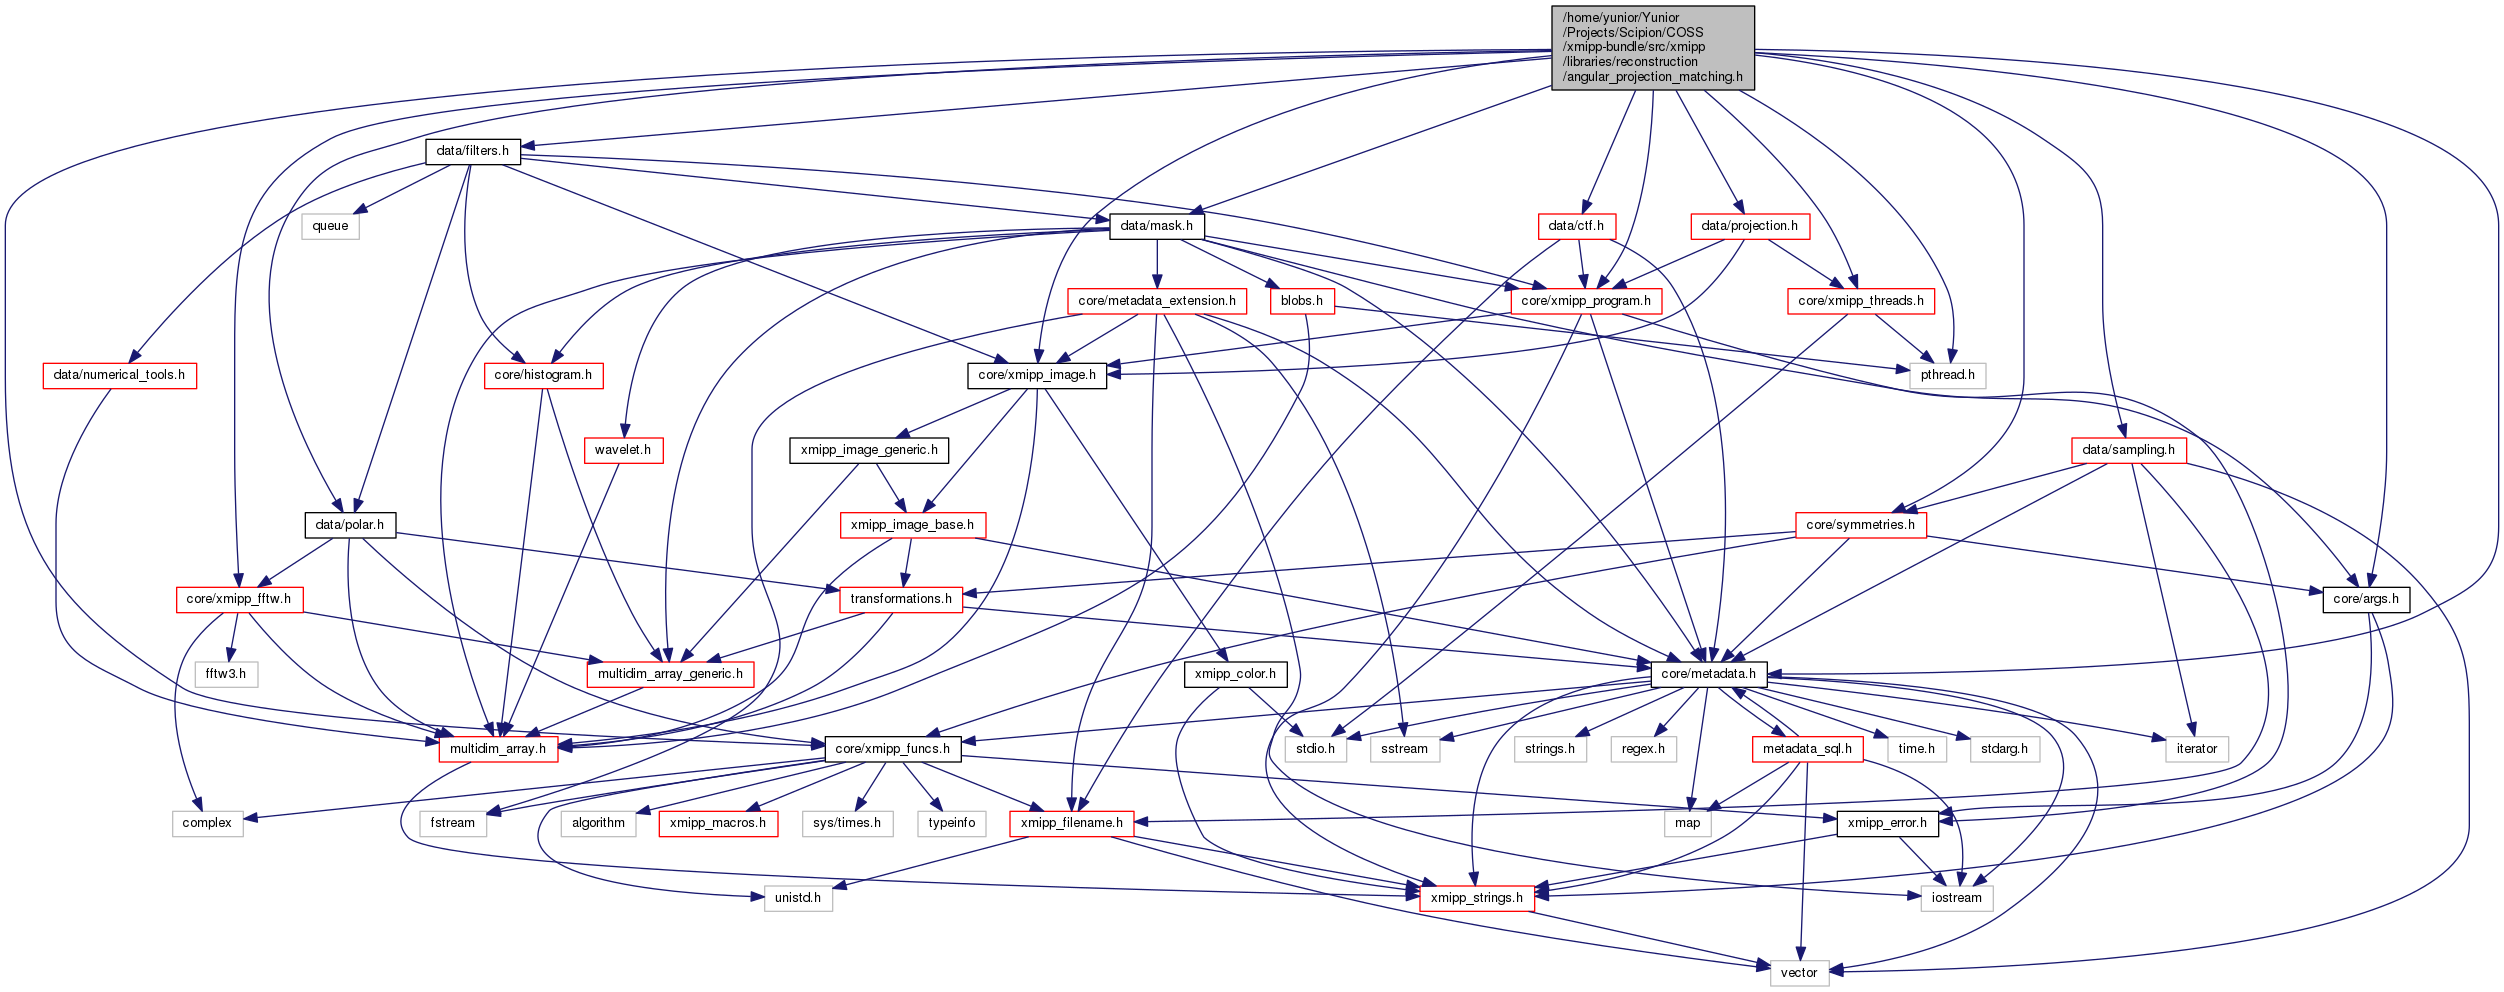 /home/yunior/Yunior
/Projects/Scipion/COSS
/xmipp-bundle/src/xmipp
/libraries/reconstruction
/angular_projection_matching.h
data/filters.h
queue
data/mask.h
data/ctf.h
data/projection.h
core/metadata_extension.h
blobs.h
core/xmipp_program.h
core/xmipp_threads.h
data/numerical_tools.h
core/histogram.h
core/xmipp_image.h
pthread.h
wavelet.h
xmipp_image_generic.h
data/sampling.h
data/polar.h
xmipp_image_base.h
core/symmetries.h
core/xmipp_fftw.h
transformations.h
core/args.h
fftw3.h
multidim_array_generic.h
xmipp_color.h
core/metadata.h
multidim_array.h
core/xmipp_funcs.h
stdio.h
sstream
strings.h
regex.h
metadata_sql.h
time.h
stdarg.h
iterator
complex
fstream
algorithm
xmipp_macros.h
sys/times.h
typeinfo
xmipp_filename.h
map
xmipp_error.h
unistd.h
xmipp_strings.h
iostream
vector